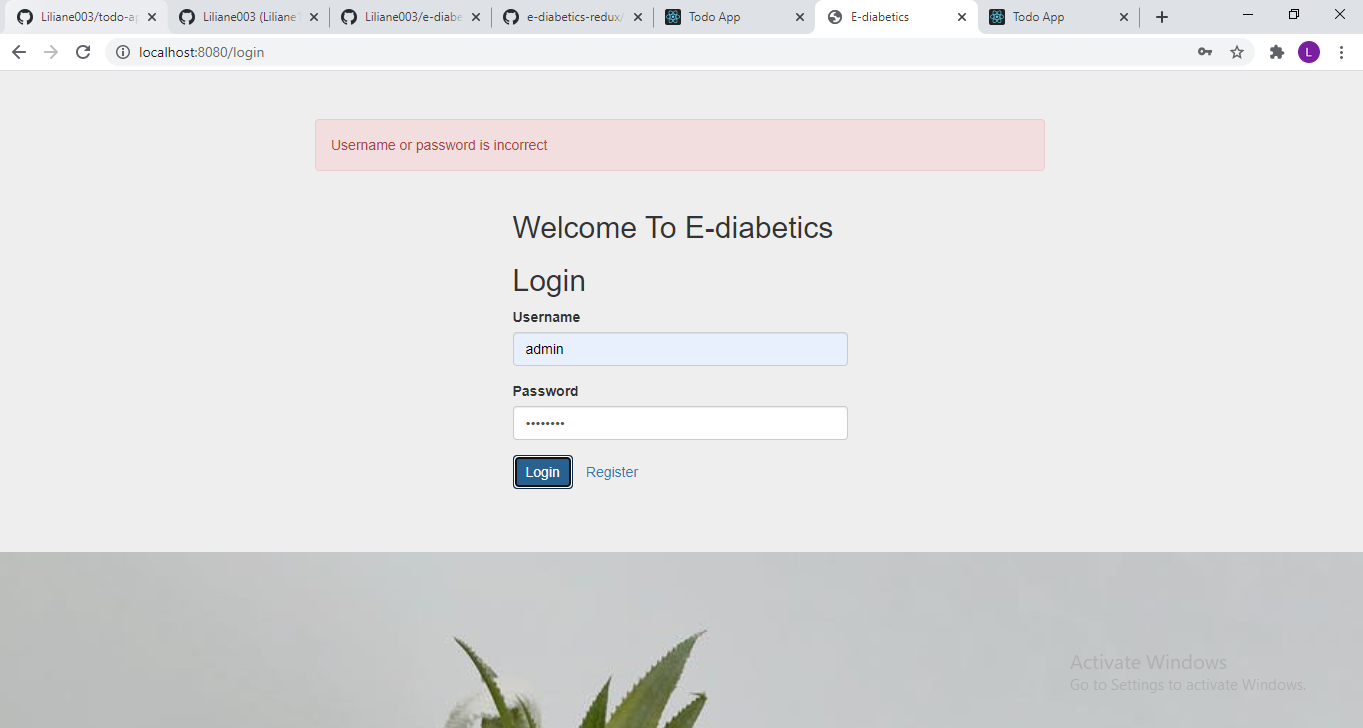 Liliane003/todo-a
Liliane003 (Liliane
Liliane003/e-diabe
e-diabetics-redux/
Todo App
E-diabetics
Todo App
localhost:8080/login
L
Username or password is incorrect
Welcome To E-diabetics
Login
Username
admin
Password
Login Register
Activate Windows
Go to Settings to activate Windows.